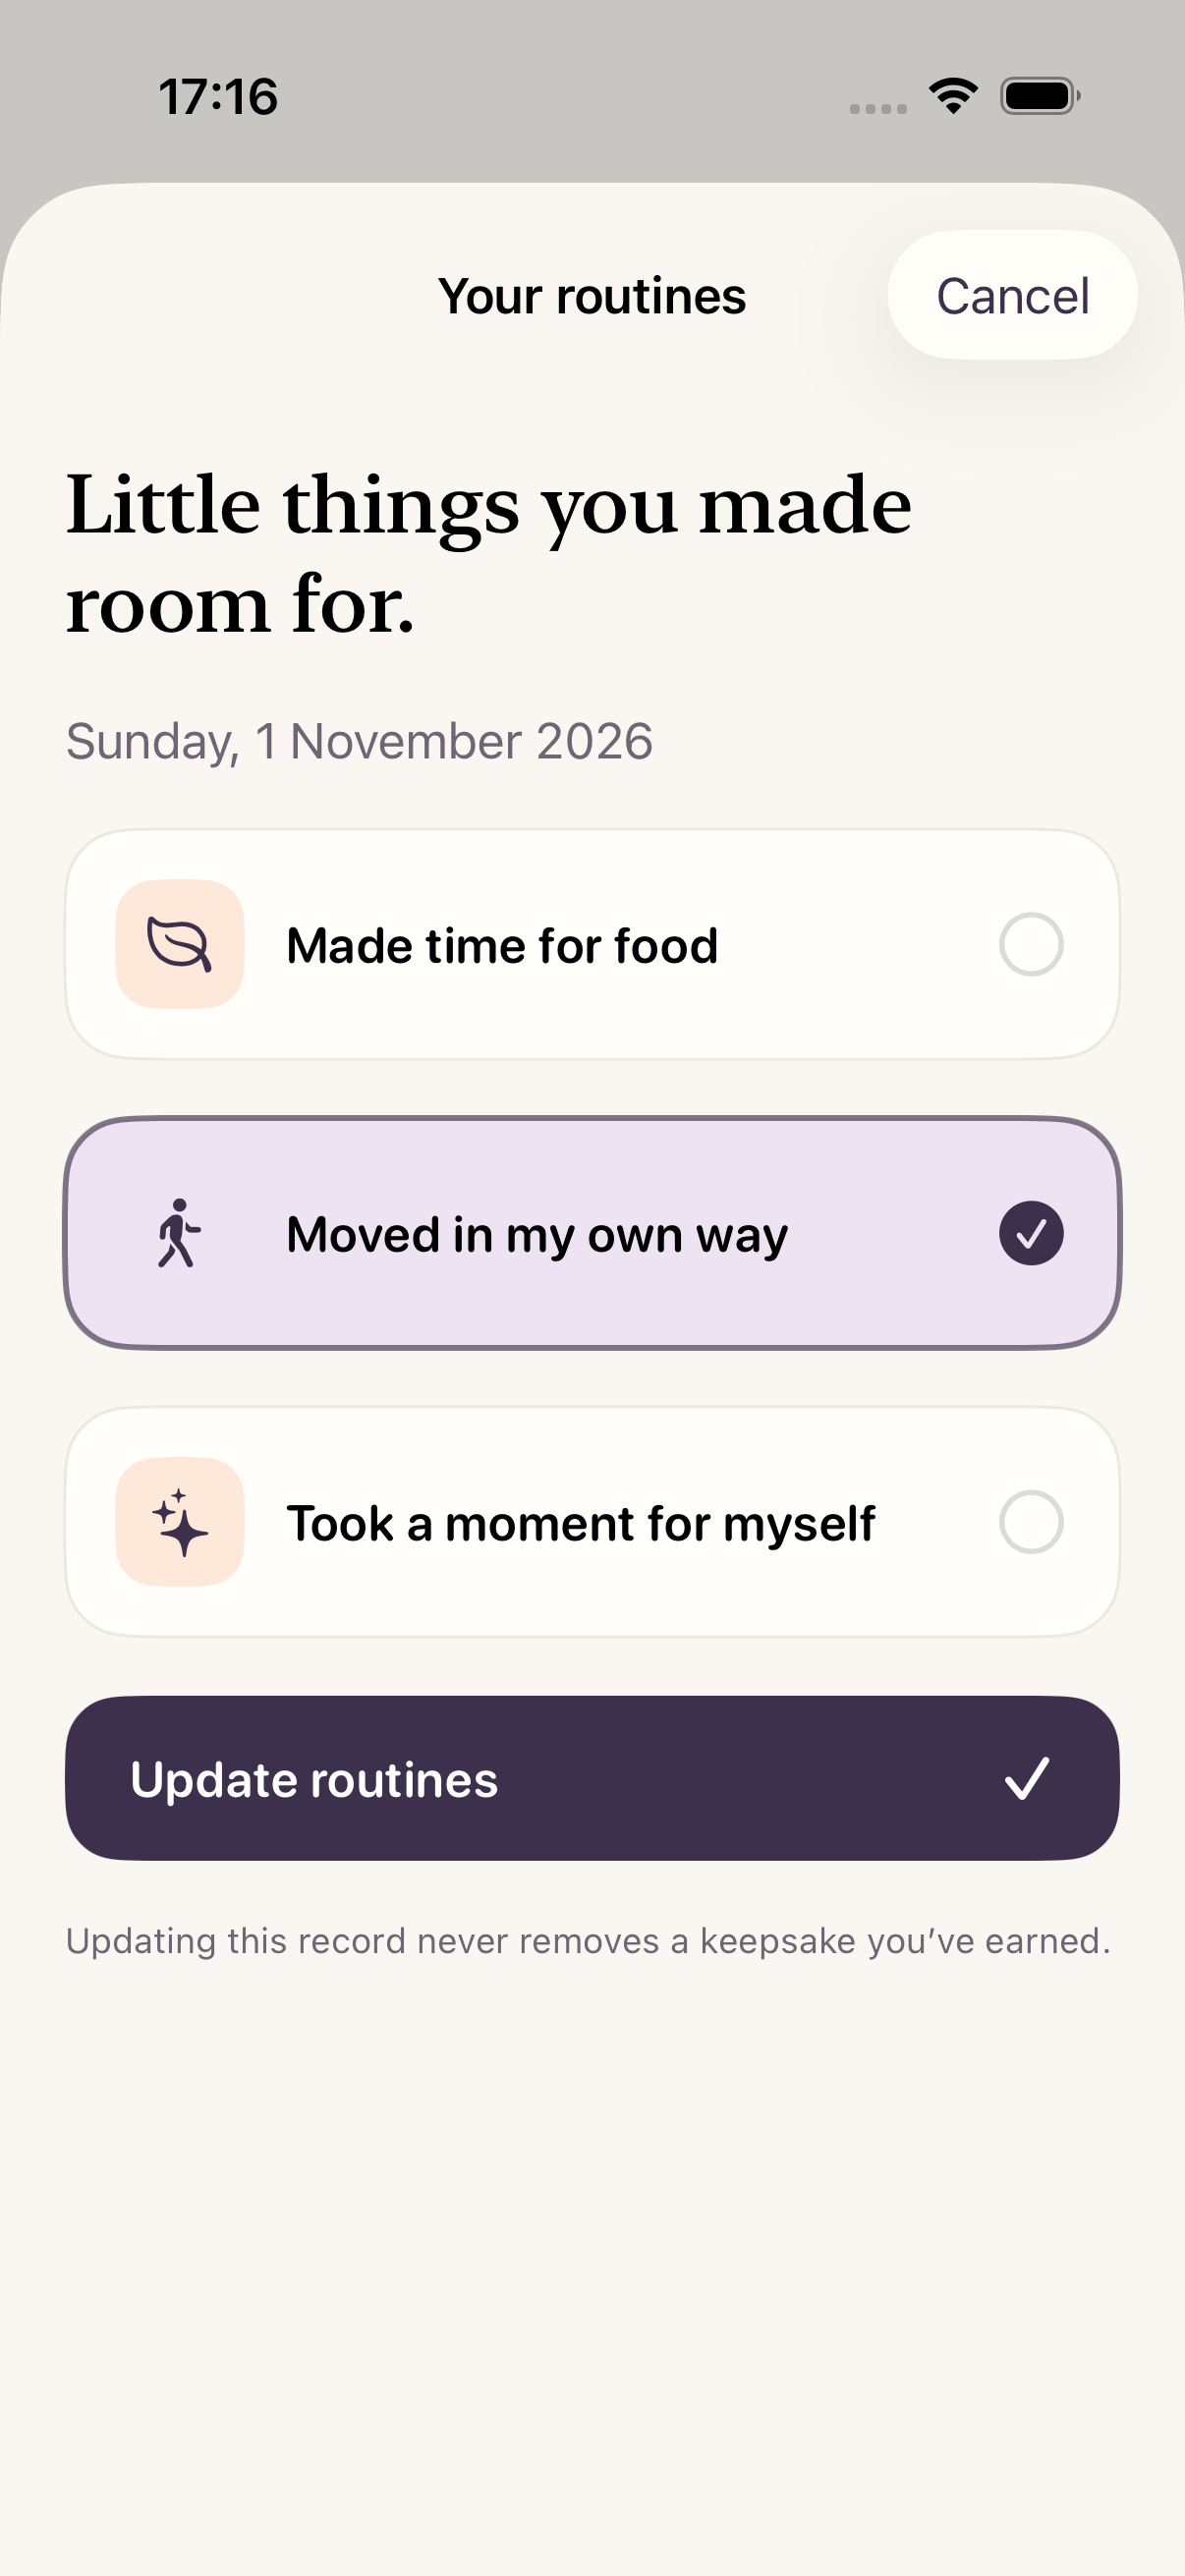 17:16
Your routines
Cancel
Little things you made
room for.
Sunday, 1 November 2026
Made time for food
Moved in my own way
Took a moment for myself
Update routines
Updating this record never removes a keepsake you’ve earned.